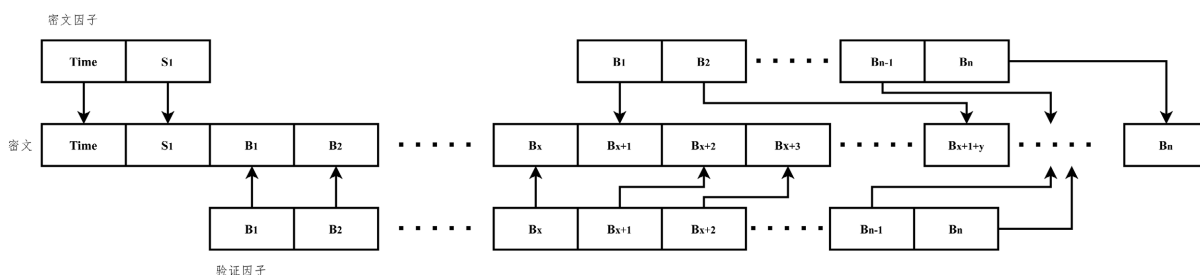 密文因子
Time S1 B1 B2 Bn-1 Bn
密文 Time S1 B1 B2 Bx Bx+1 Bx+2 Bx+3 Bx+1+y Bn
B1 B2 Bx Bx+1 Bx+2 Bn-1 Bn
验证因子